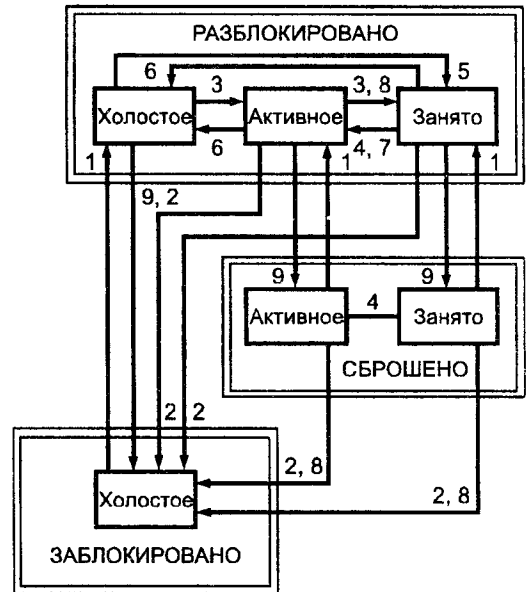 РАЗБЛОКИРОВАНО
6 5
3 3, 8
Холостое Активное Занято
6 4, 7
1 1 1
9, 2
9 9
Активное 4 Занято
СБРОШЕНО
2 2
2, 8 2, 8
Холостое
ЗАБЛОКИРОВАНО